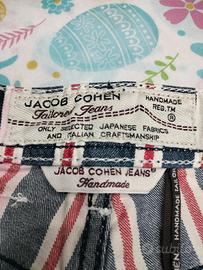 JACOB COHEN
HANDMADE
Tailored Jeans
REG.TM
R
ONLY SELECTED JAPANESE FABRICS
AND ITALIAN CRAFTSMANSHIP
JACOB COHEN JEANS
Handmade